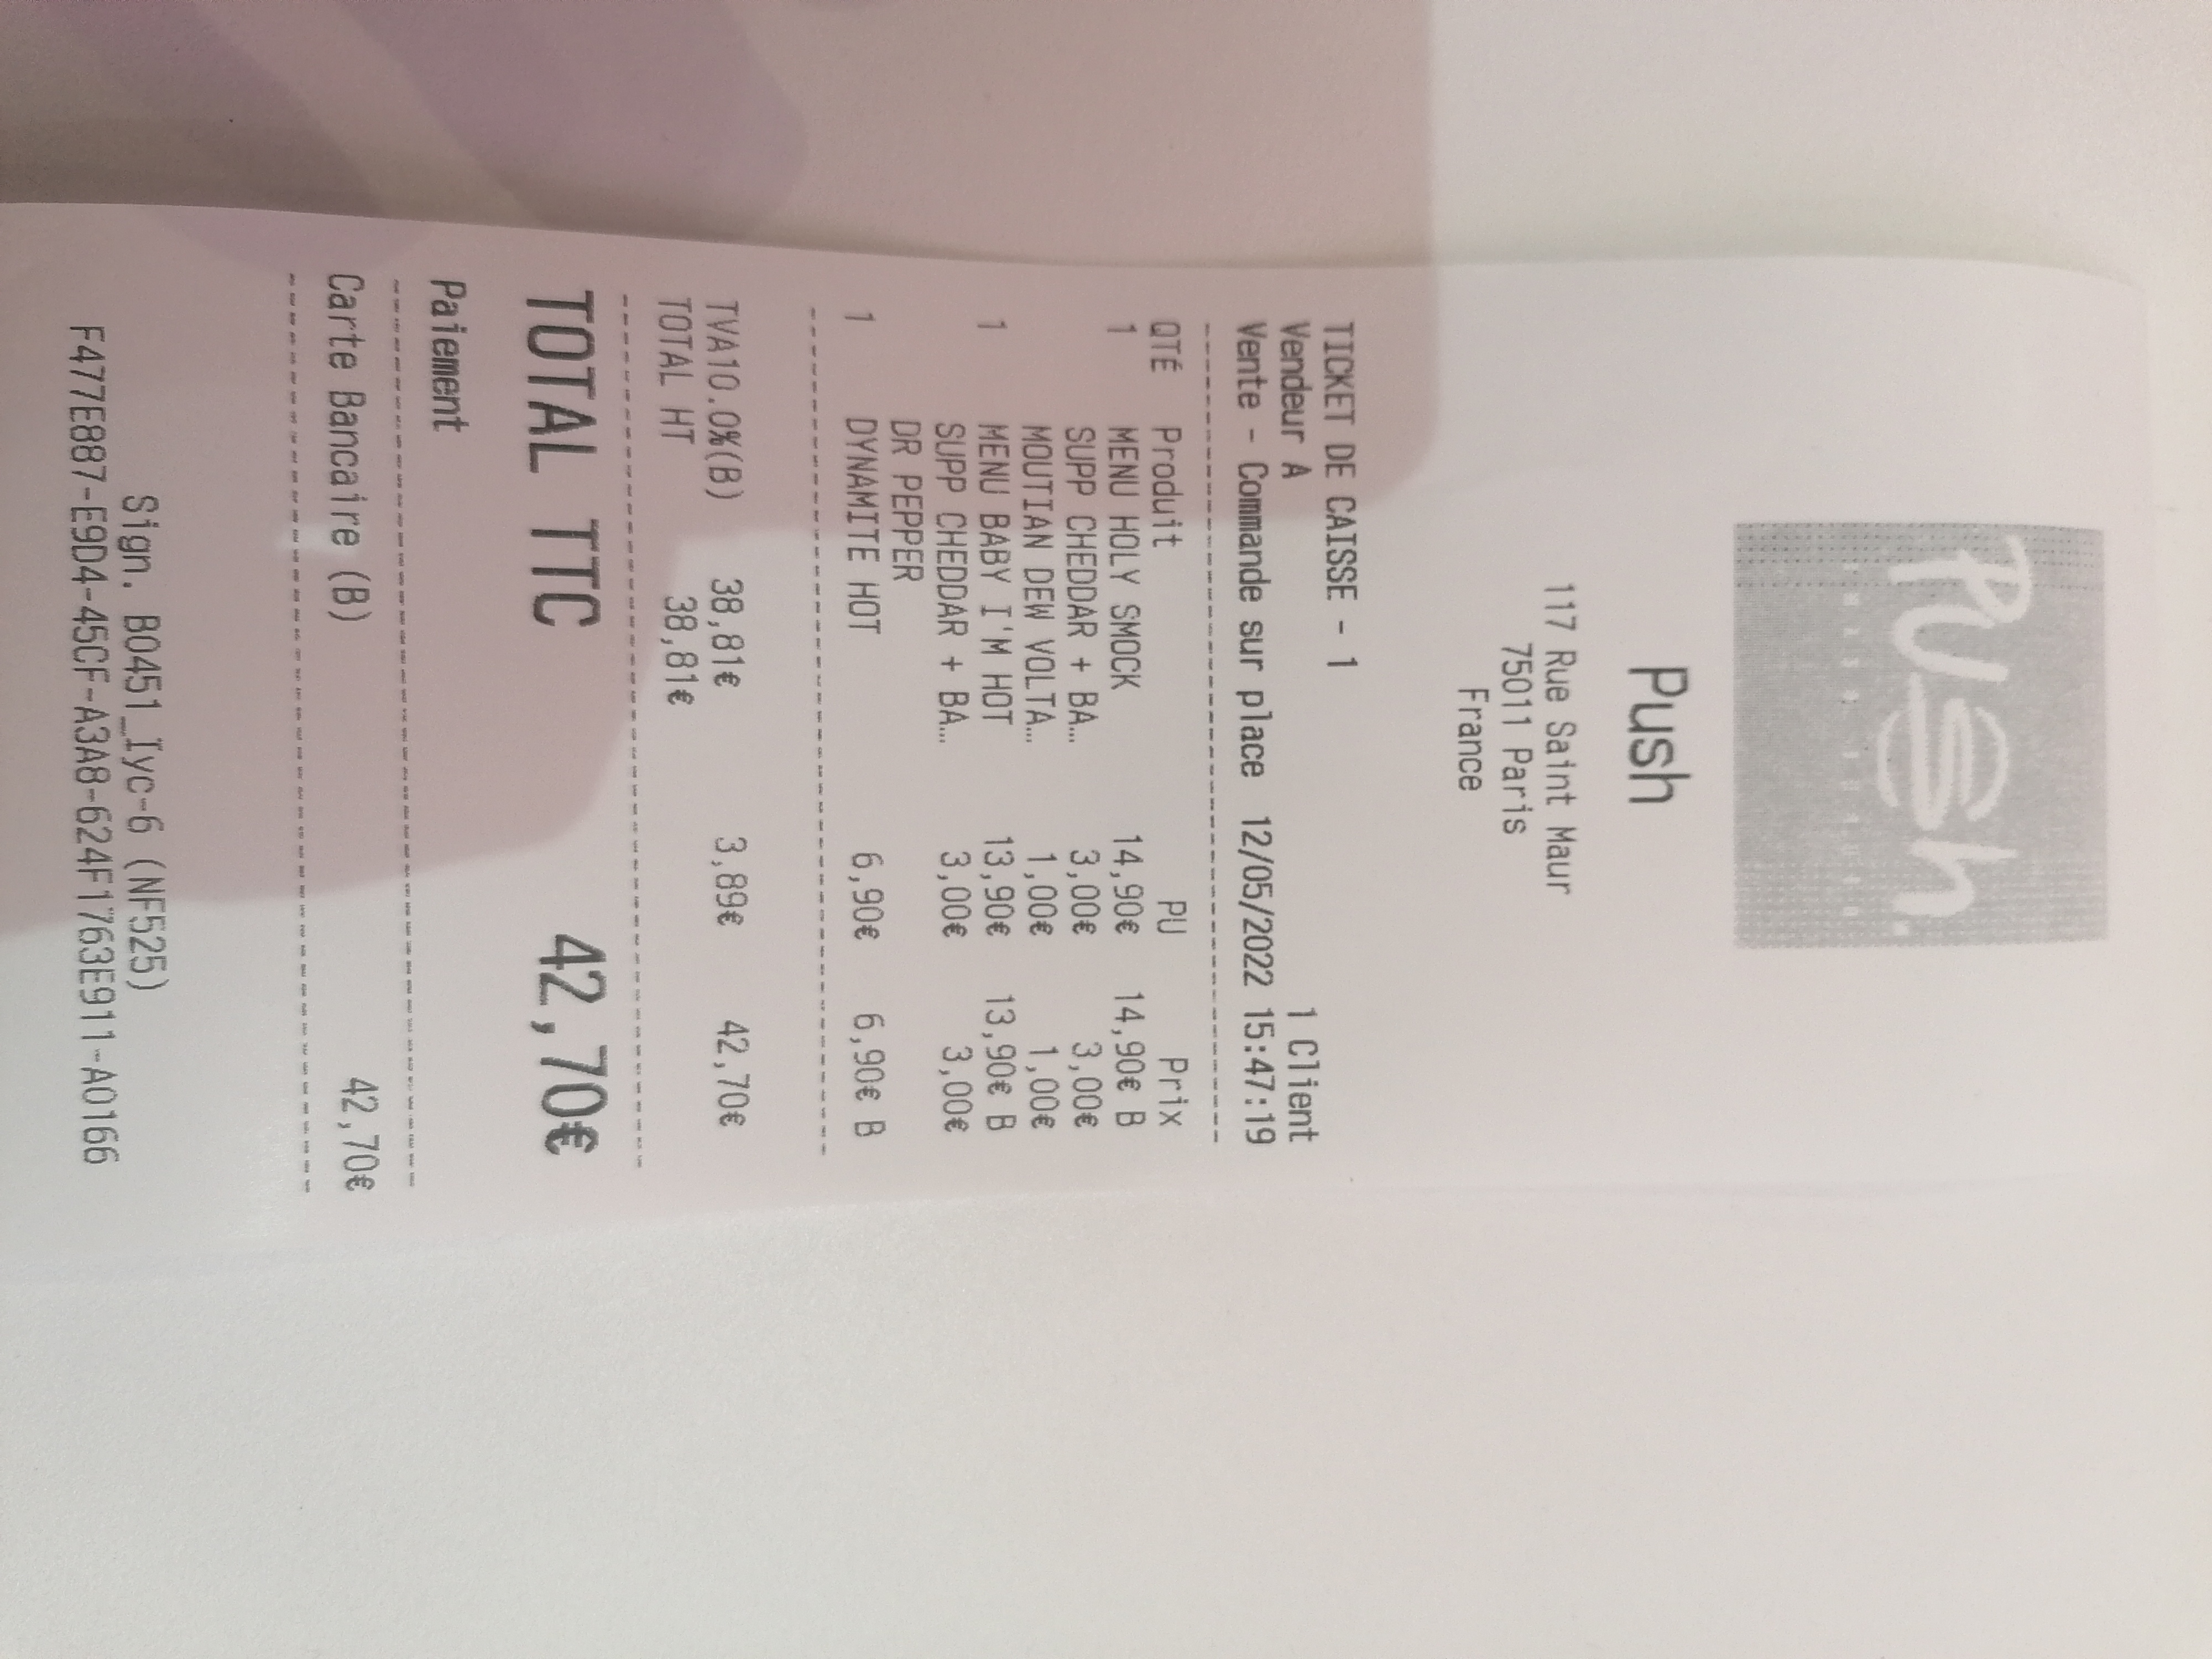 Push.
Push
117 Rue Saint Maur
75011 Paris
France
TICKET DE CAISSE - 1
Vendeur A 1 Client
Vente - Commande sur place 12/05/2022 15:47:19
QTÉ Produit PU Prix
1 MENU HOLY SMOCK 14,90€ 14,90€ B
SUPP CHEDDAR + BA… 3,00€ 3,00€
MOUTIAN DEW VOLTA… 1,00€ 1,00€
1 MENU BABY I'M HOT 13,90€ 13,90€ B
SUPP CHEDDAR + BA… 3,00€ 3,00€
DR PEPPER
1 DYNAMITE HOT 6,90€ 6,90€ B
TVA10.0%(B) 38,81€ 3,89€ 42,70€
TOTAL HT 38,81€
TOTAL TTC 42,70€
Paiement
Carte Bancaire (B) 42,70€
Sign. B0451_Iyc-6 (NF525)
F477E887-E9D4-45CF-A3A8-624F1763E911-A0166